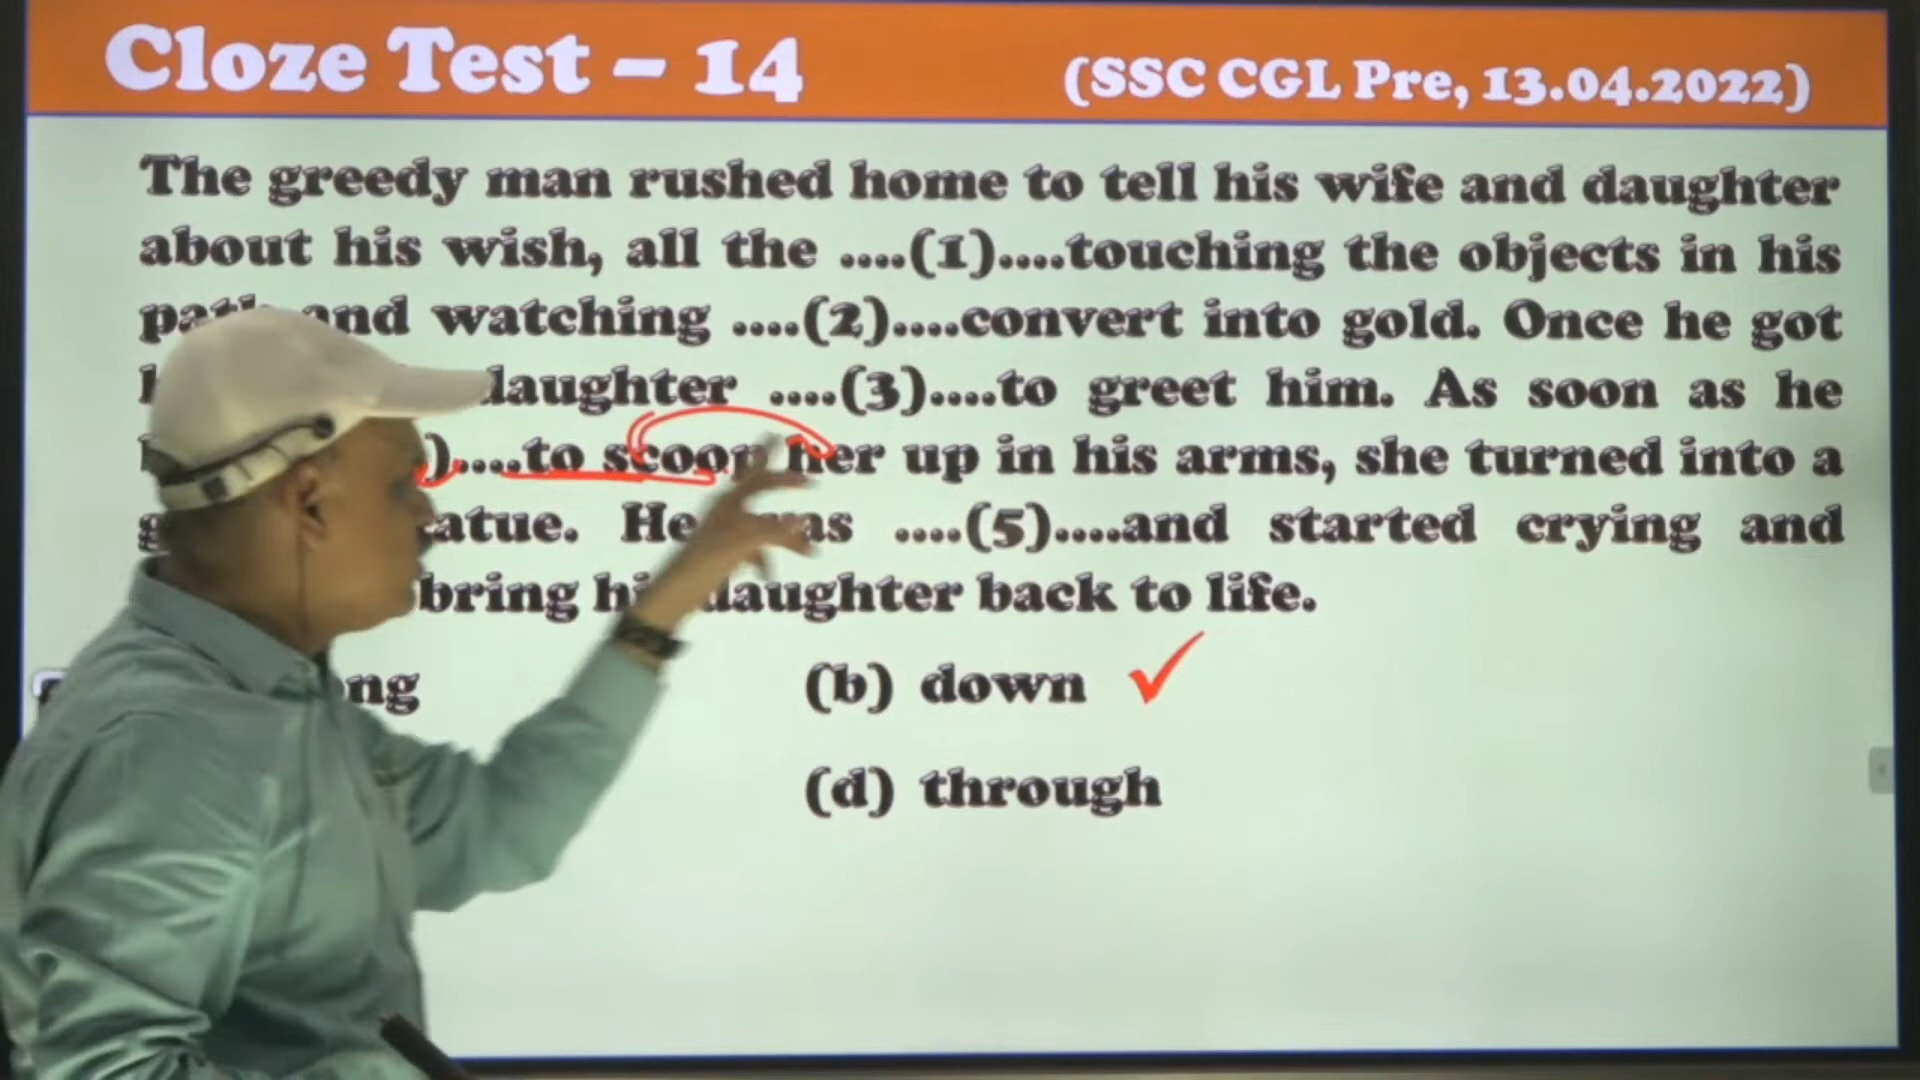 Cloze Test – 14 (SSC CGL Pre, 13.04.2022)
The greedy man rushed home to tell his wife and daughter
about his wish, all the ....(1)....touching the objects in his
and watching ....(2)....convert into gold. Once he got
daughter ....(3)....to greet him. As soon as he
)....to scoop her up in his arms, she turned into a
He was ....(5)....and started crying and
bring his daughter back to life.
(b) down
(d) through